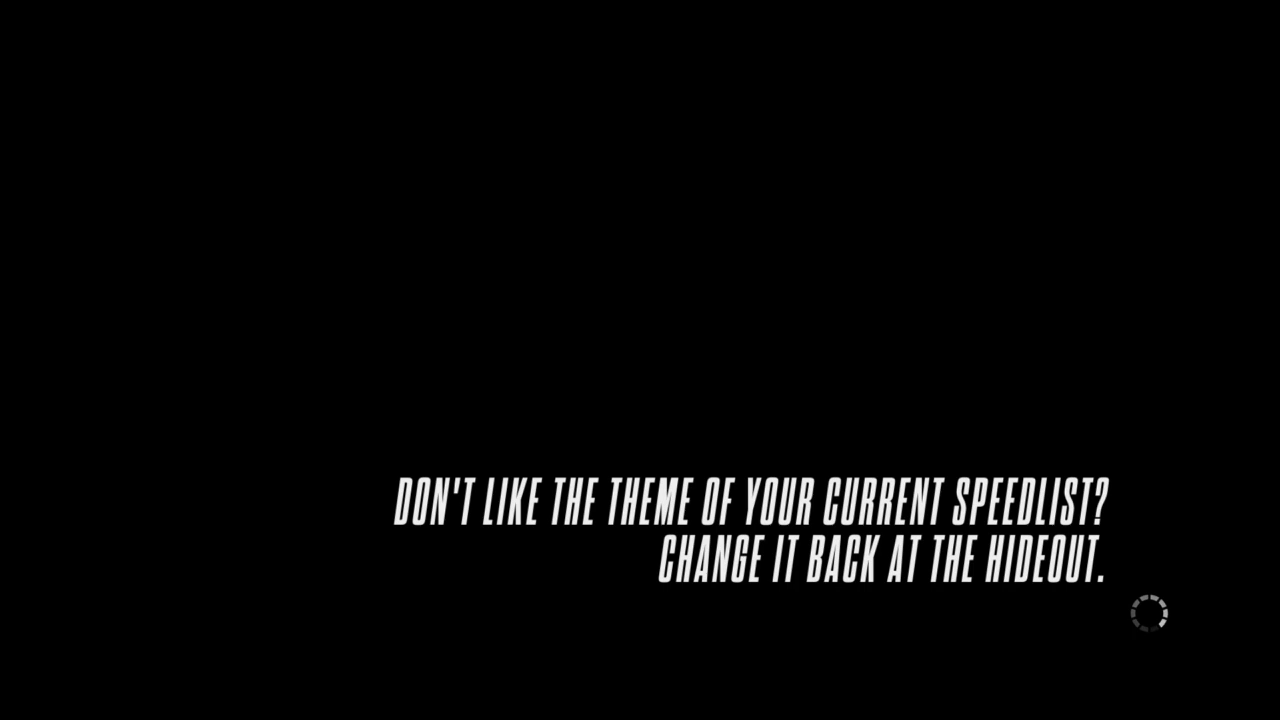 DON'T LIKE THE THEME OF YOUR CURRENT SPEEDLIST?
CHANGE IT BACK AT THE HIDEOUT.